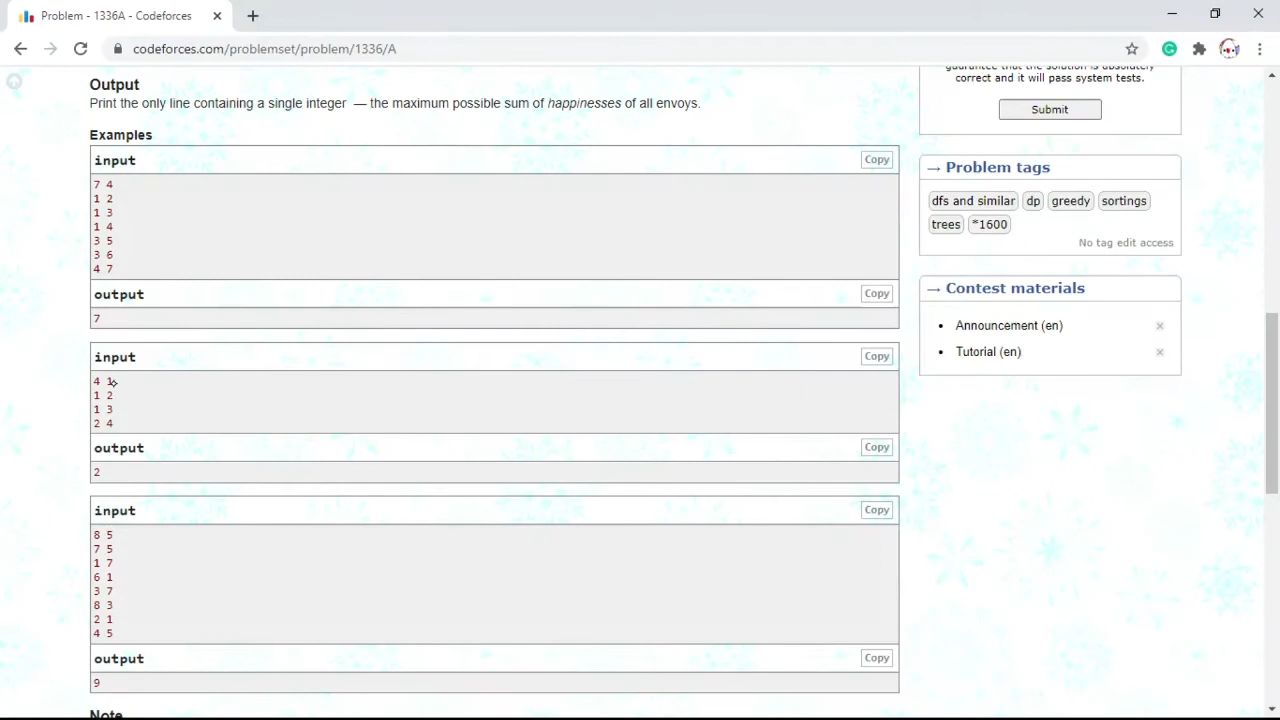 Problem - 1336A - Codeforces
codeforces.com/problemset/problem/1336/A
guarantee that the solution is absolutely
correct and it will pass system tests.
Submit
Output
Print the only line containing a single integer — the maximum possible sum of happinesses of all envoys.
Examples
input
Copy
7 4
1 2
1 3
1 4
3 5
3 6
4 7
output
Copy
7
input
Copy
4 1
1 2
1 3
2 4
output
Copy
2
input
Copy
8 5
7 5
1 7
6 1
3 7
8 3
2 1
4 5
output
Copy
9
Note
→ Problem tags
dfs and similar dp greedy sortings
trees *1600
No tag edit access
→ Contest materials
Announcement (en)
Tutorial (en)